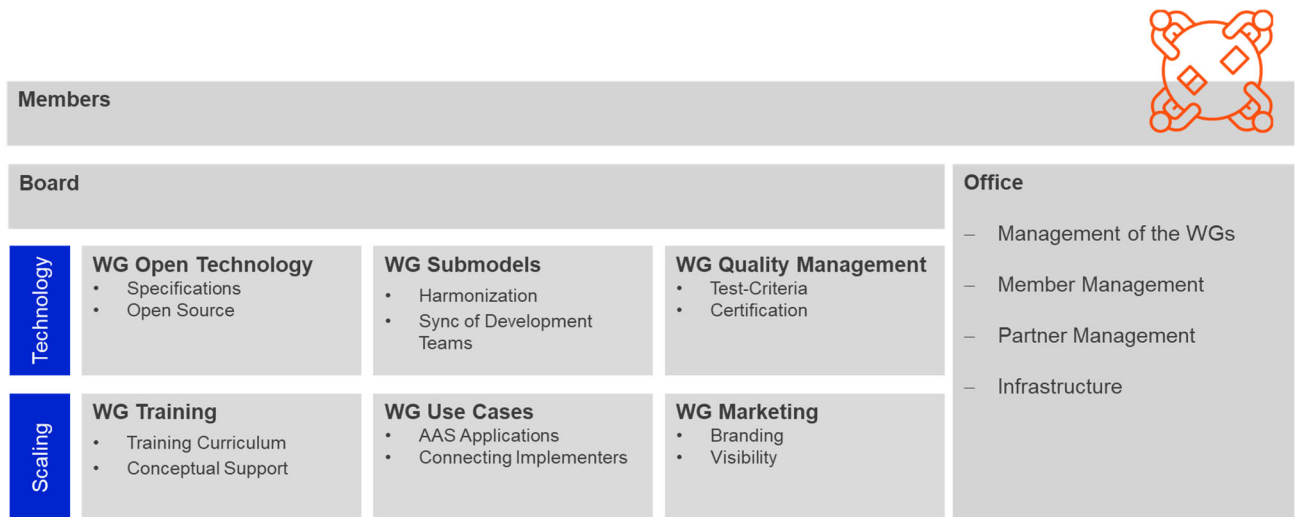 Members
Board
Technology
WG Open Technology
• Specifications
• Open Source
WG Submodels
• Harmonization
• Sync of Development
Teams
WG Quality Management
• Test-Criteria
• Certification
Scaling
WG Training
• Training Curriculum
• Conceptual Support
WG Use Cases
• AAS Applications
• Connecting Implementers
WG Marketing
• Branding
• Visibility
Office
– Management of the WGs
– Member Management
– Partner Management
– Infrastructure